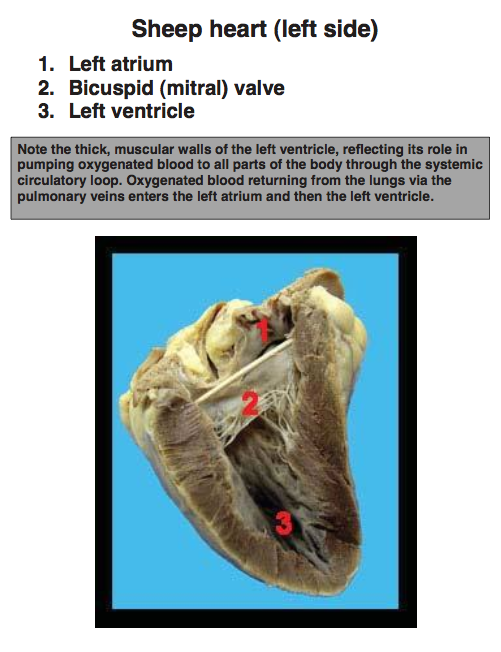 Sheep heart (left side)
1. Left atrium
2. Bicuspid (mitral) valve
3. Left ventricle
Note the thick, muscular walls of the left ventricle, reflecting its role in
pumping oxygenated blood to all parts of the body through the systemic
circulatory loop. Oxygenated blood returning from the lungs via the
pulmonary veins enters the left atrium and then the left ventricle.
1
2
3